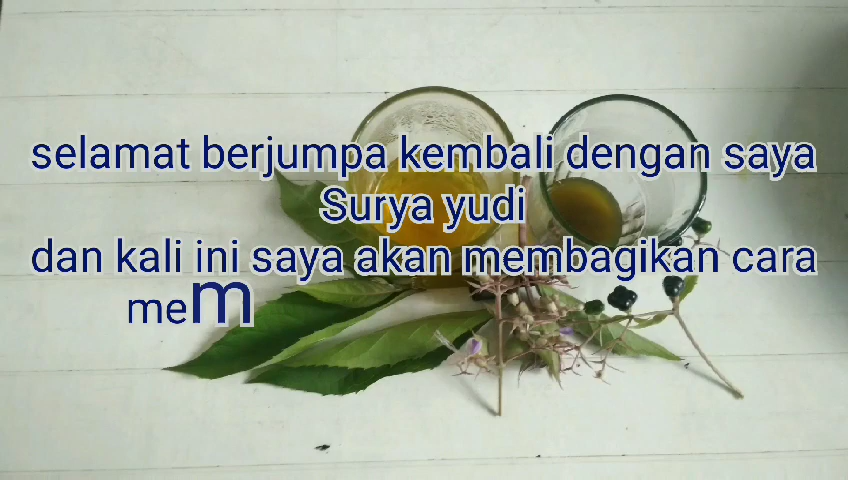 selamat berjumpa kembali dengan saya
Surya yudi
dan kali ini saya akan membagikan cara
mem